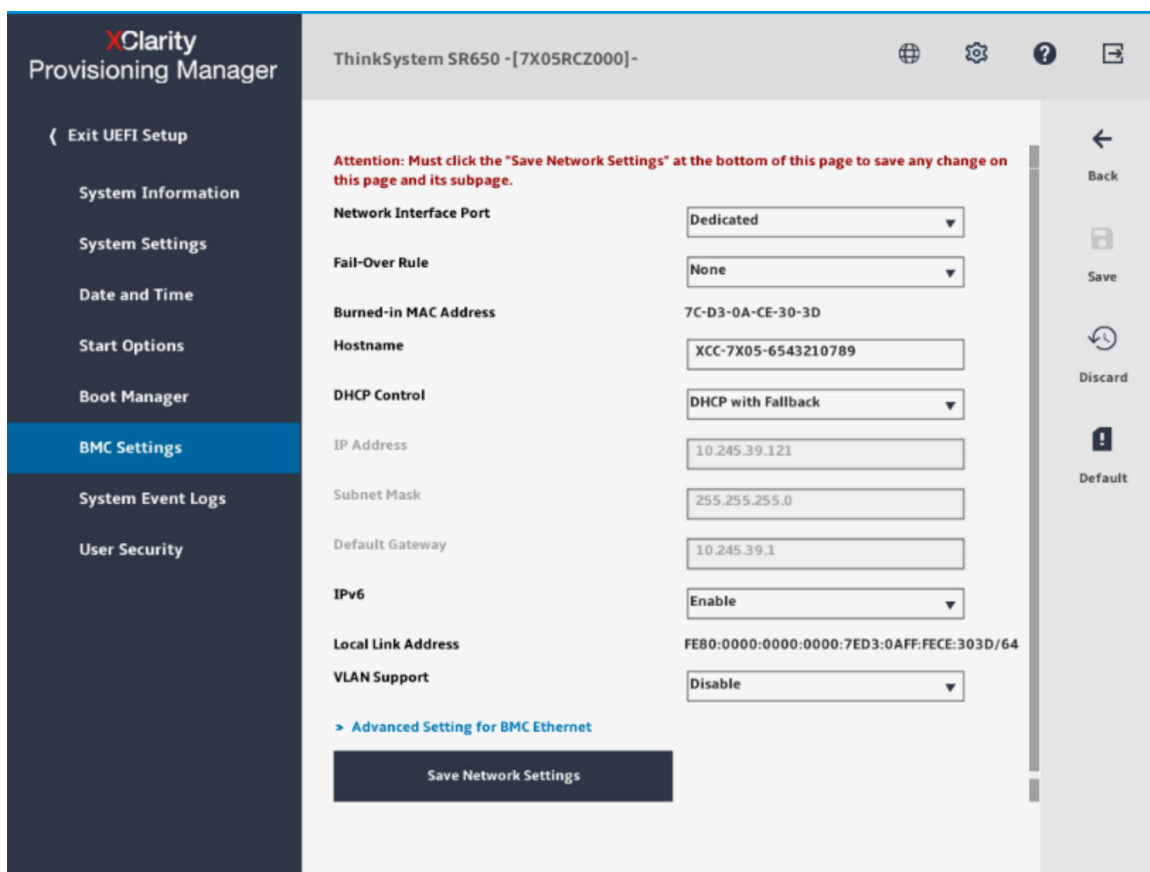 XClarity
Provisioning Manager
ThinkSystem SR650 -[7X05RCZ000]-
Exit UEFI Setup
System Information
System Settings
Date and Time
Start Options
Boot Manager
BMC Settings
System Event Logs
User Security
Attention: Must click the "Save Network Settings" at the bottom of this page to save any change on
this page and its subpage.
Network Interface Port Dedicated
Fail-Over Rule None
Burned-in MAC Address 7C-D3-0A-CE-30-3D
Hostname XCC-7X05-6543210789
DHCP Control DHCP with Fallback
IP Address 10.245.39.121
Subnet Mask 255.255.255.0
Default Gateway 10.245.39.1
IPv6 Enable
Local Link Address FE80:0000:0000:0000:7ED3:0AFF:FECE:303D/64
VLAN Support Disable
> Advanced Setting for BMC Ethernet
Save Network Settings
Back
Save
Discard
Default